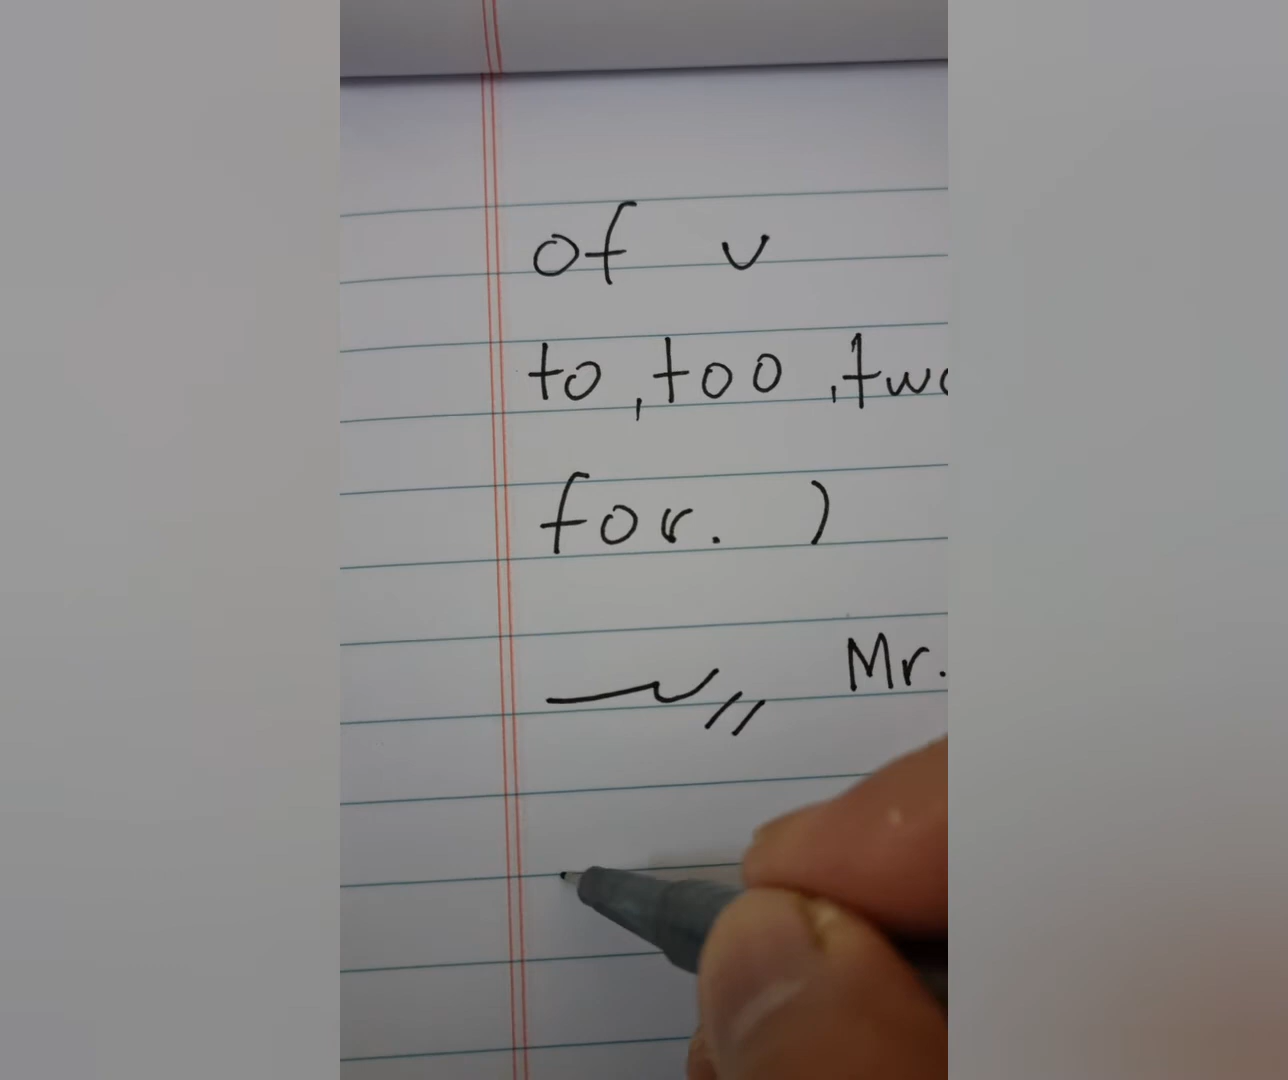 of v
to, too, two
for. )
Mr.